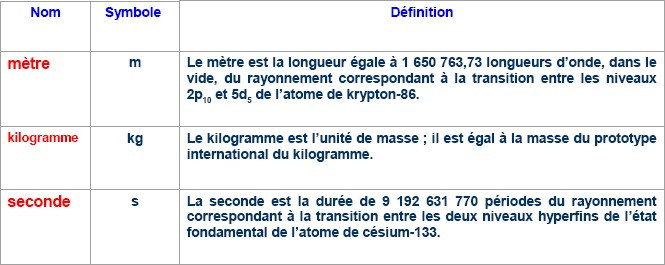 Nom Symbole Définition
mètre m Le mètre est la longueur égale à 1 650 763,73 longueurs d’onde, dans le
vide, du rayonnement correspondant à la transition entre les niveaux
2p10 et 5d5 de l’atome de krypton-86.
kilogramme kg Le kilogramme est l’unité de masse ; il est égal à la masse du prototype
international du kilogramme.
seconde s La seconde est la durée de 9 192 631 770 périodes du rayonnement
correspondant à la transition entre les deux niveaux hyperfins de l’état
fondamental de l’atome de césium-133.